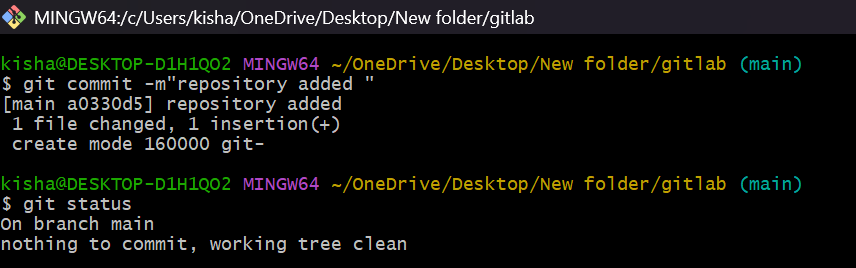 MINGW64:/c/Users/kisha/OneDrive/Desktop/New folder/gitlab
kisha@DESKTOP-D1H1QO2 MINGW64 ~/OneDrive/Desktop/New folder/gitlab (main)
$ git commit -m"repository added "
[main a0330d5] repository added
 1 file changed, 1 insertion(+)
 create mode 160000 git-
kisha@DESKTOP-D1H1QO2 MINGW64 ~/OneDrive/Desktop/New folder/gitlab (main)
$ git status
On branch main
nothing to commit, working tree clean